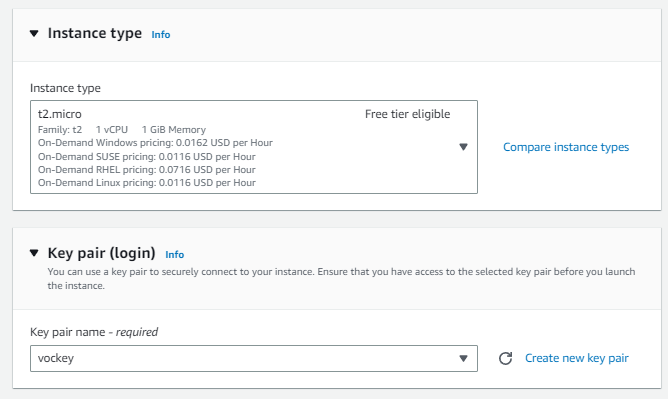 Instance type Info
Instance type
t2.micro Free tier eligible
Family: t2 1 vCPU 1 GiB Memory
On-Demand Windows pricing: 0.0162 USD per Hour
On-Demand SUSE pricing: 0.0116 USD per Hour
On-Demand RHEL pricing: 0.0716 USD per Hour
On-Demand Linux pricing: 0.0116 USD per Hour
Compare instance types
Key pair (login) Info
You can use a key pair to securely connect to your instance. Ensure that you have access to the selected key pair before you launch
the instance.
Key pair name - required
vockey
Create new key pair